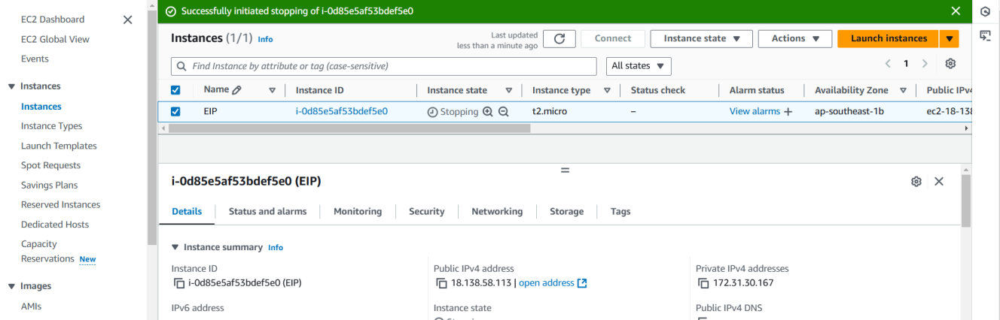 EC2 Dashboard
EC2 Global View
Events
Instances
Instances
Instance Types
Launch Templates
Spot Requests
Savings Plans
Reserved Instances
Dedicated Hosts
Capacity
Reservations New
Images
AMIs
Successfully initiated stopping of i-0d85e5af53bdef5e0
Instances (1/1) Info
Last updated
less than a minute ago
Connect
Instance state
Actions
Launch instances
Find Instance by attribute or tag (case-sensitive)
All states
1
Name Instance ID Instance state Instance type Status check Alarm status Availability Zone Public IPv4
EIP i-0d85e5af53bdef5e0 Stopping t2.micro – View alarms + ap-southeast-1b ec2-18-138
i-0d85e5af53bdef5e0 (EIP)
Details Status and alarms Monitoring Security Networking Storage Tags
Instance summary Info
Instance ID
i-0d85e5af53bdef5e0 (EIP)
Public IPv4 address
18.138.58.113 | open address
Private IPv4 addresses
172.31.30.167
IPv6 address
Instance state
Public IPv4 DNS